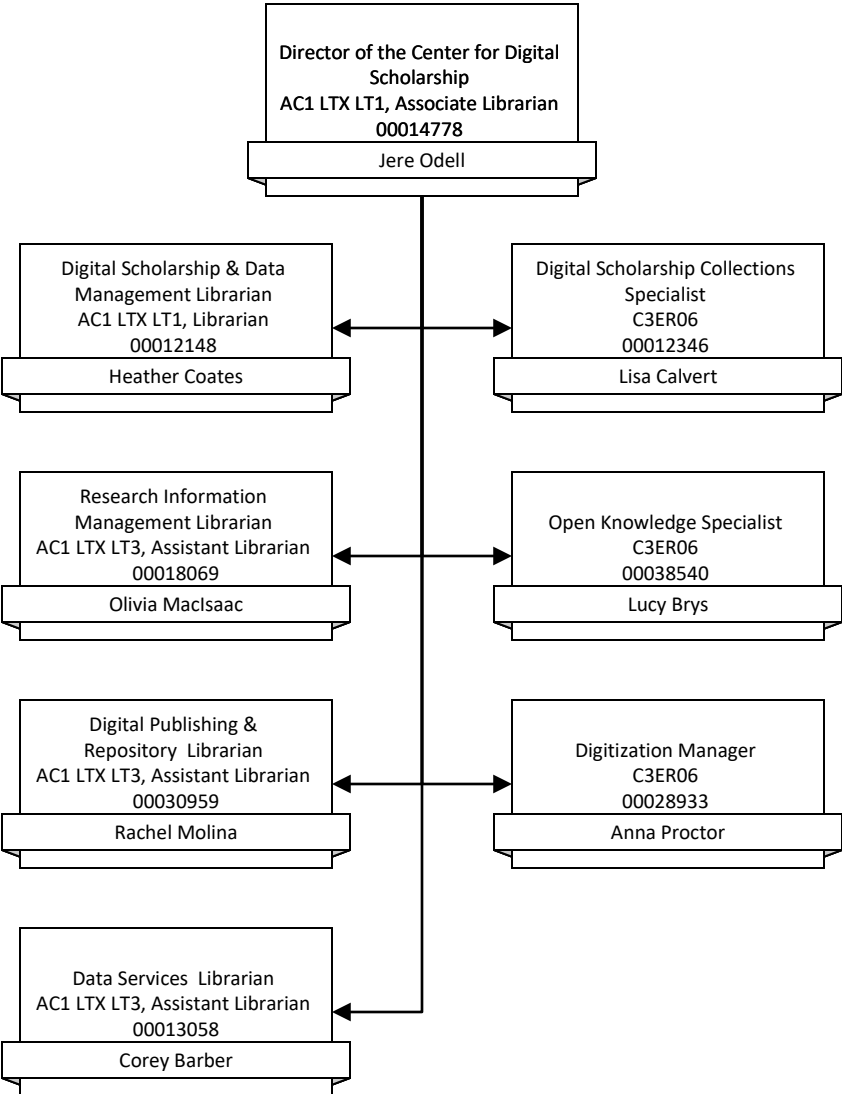 Director of the Center for Digital
Scholarship
AC1 LTX LT1, Associate Librarian
00014778
Jere Odell
Digital Scholarship & Data
Management Librarian
AC1 LTX LT1, Librarian
00012148
Heather Coates
Digital Scholarship Collections
Specialist
C3ER06
00012346
Lisa Calvert
Research Information
Management Librarian
AC1 LTX LT3, Assistant Librarian
00018069
Olivia MacIsaac
Open Knowledge Specialist
C3ER06
00038540
Lucy Brys
Digital Publishing &
Repository Librarian
AC1 LTX LT3, Assistant Librarian
00030959
Rachel Molina
Digitization Manager
C3ER06
00028933
Anna Proctor
Data Services Librarian
AC1 LTX LT3, Assistant Librarian
00013058
Corey Barber